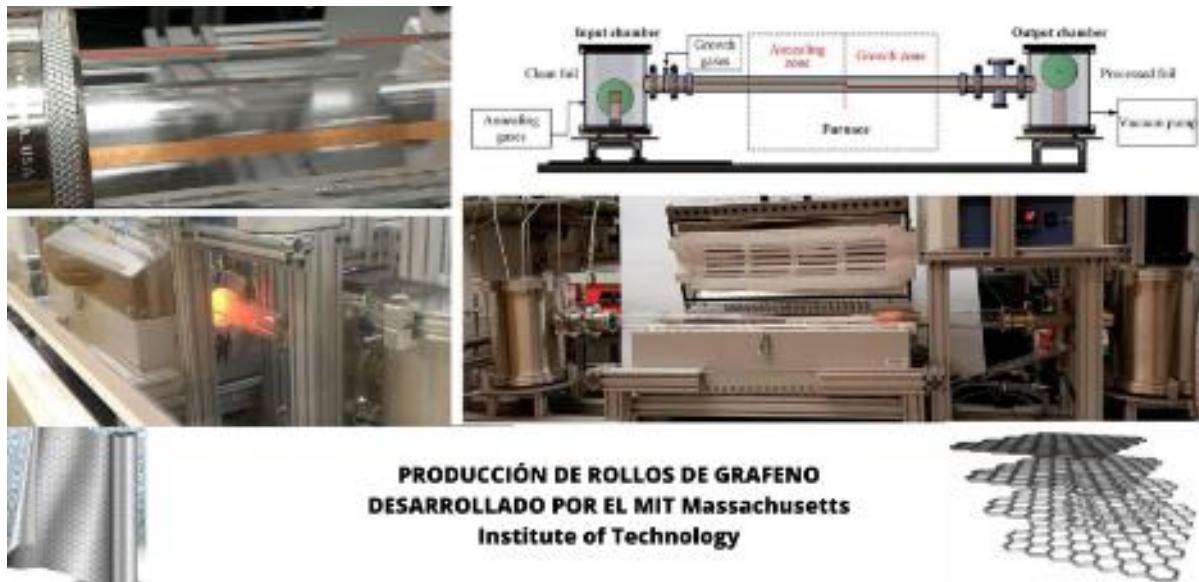 Input chamber
Output chamber
Growth
gases
Annealing
zone
Growth zone
Clean foil
Processed foil
Annealing
gases
Furnace
Vacuum pump
PRODUCCIÓN DE ROLLOS DE GRAFENO
DESARROLLADO POR EL MIT Massachusetts
Institute of Technology